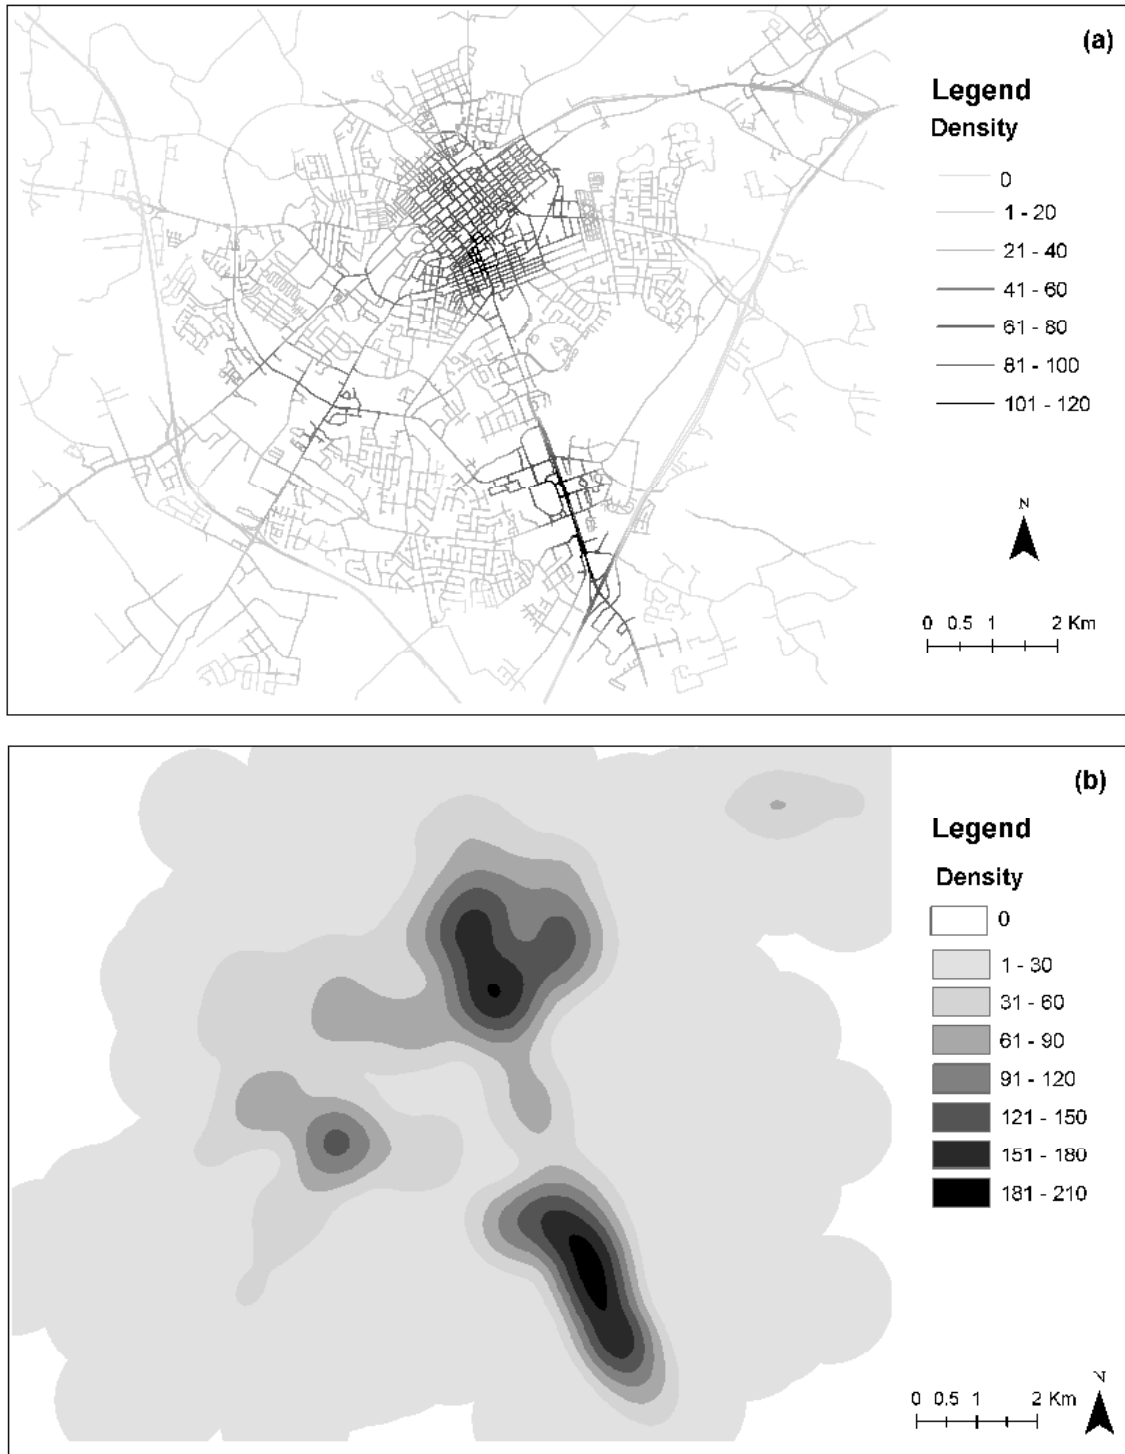 (a)
Legend
Density
0
1 - 20
21 - 40
41 - 60
61 - 80
81 - 100
101 - 120
N
0 0.5 1 2 Km
(b)
Legend
Density
0
1 - 30
31 - 60
61 - 90
91 - 120
121 - 150
151 - 180
181 - 210
N
0 0.5 1 2 Km